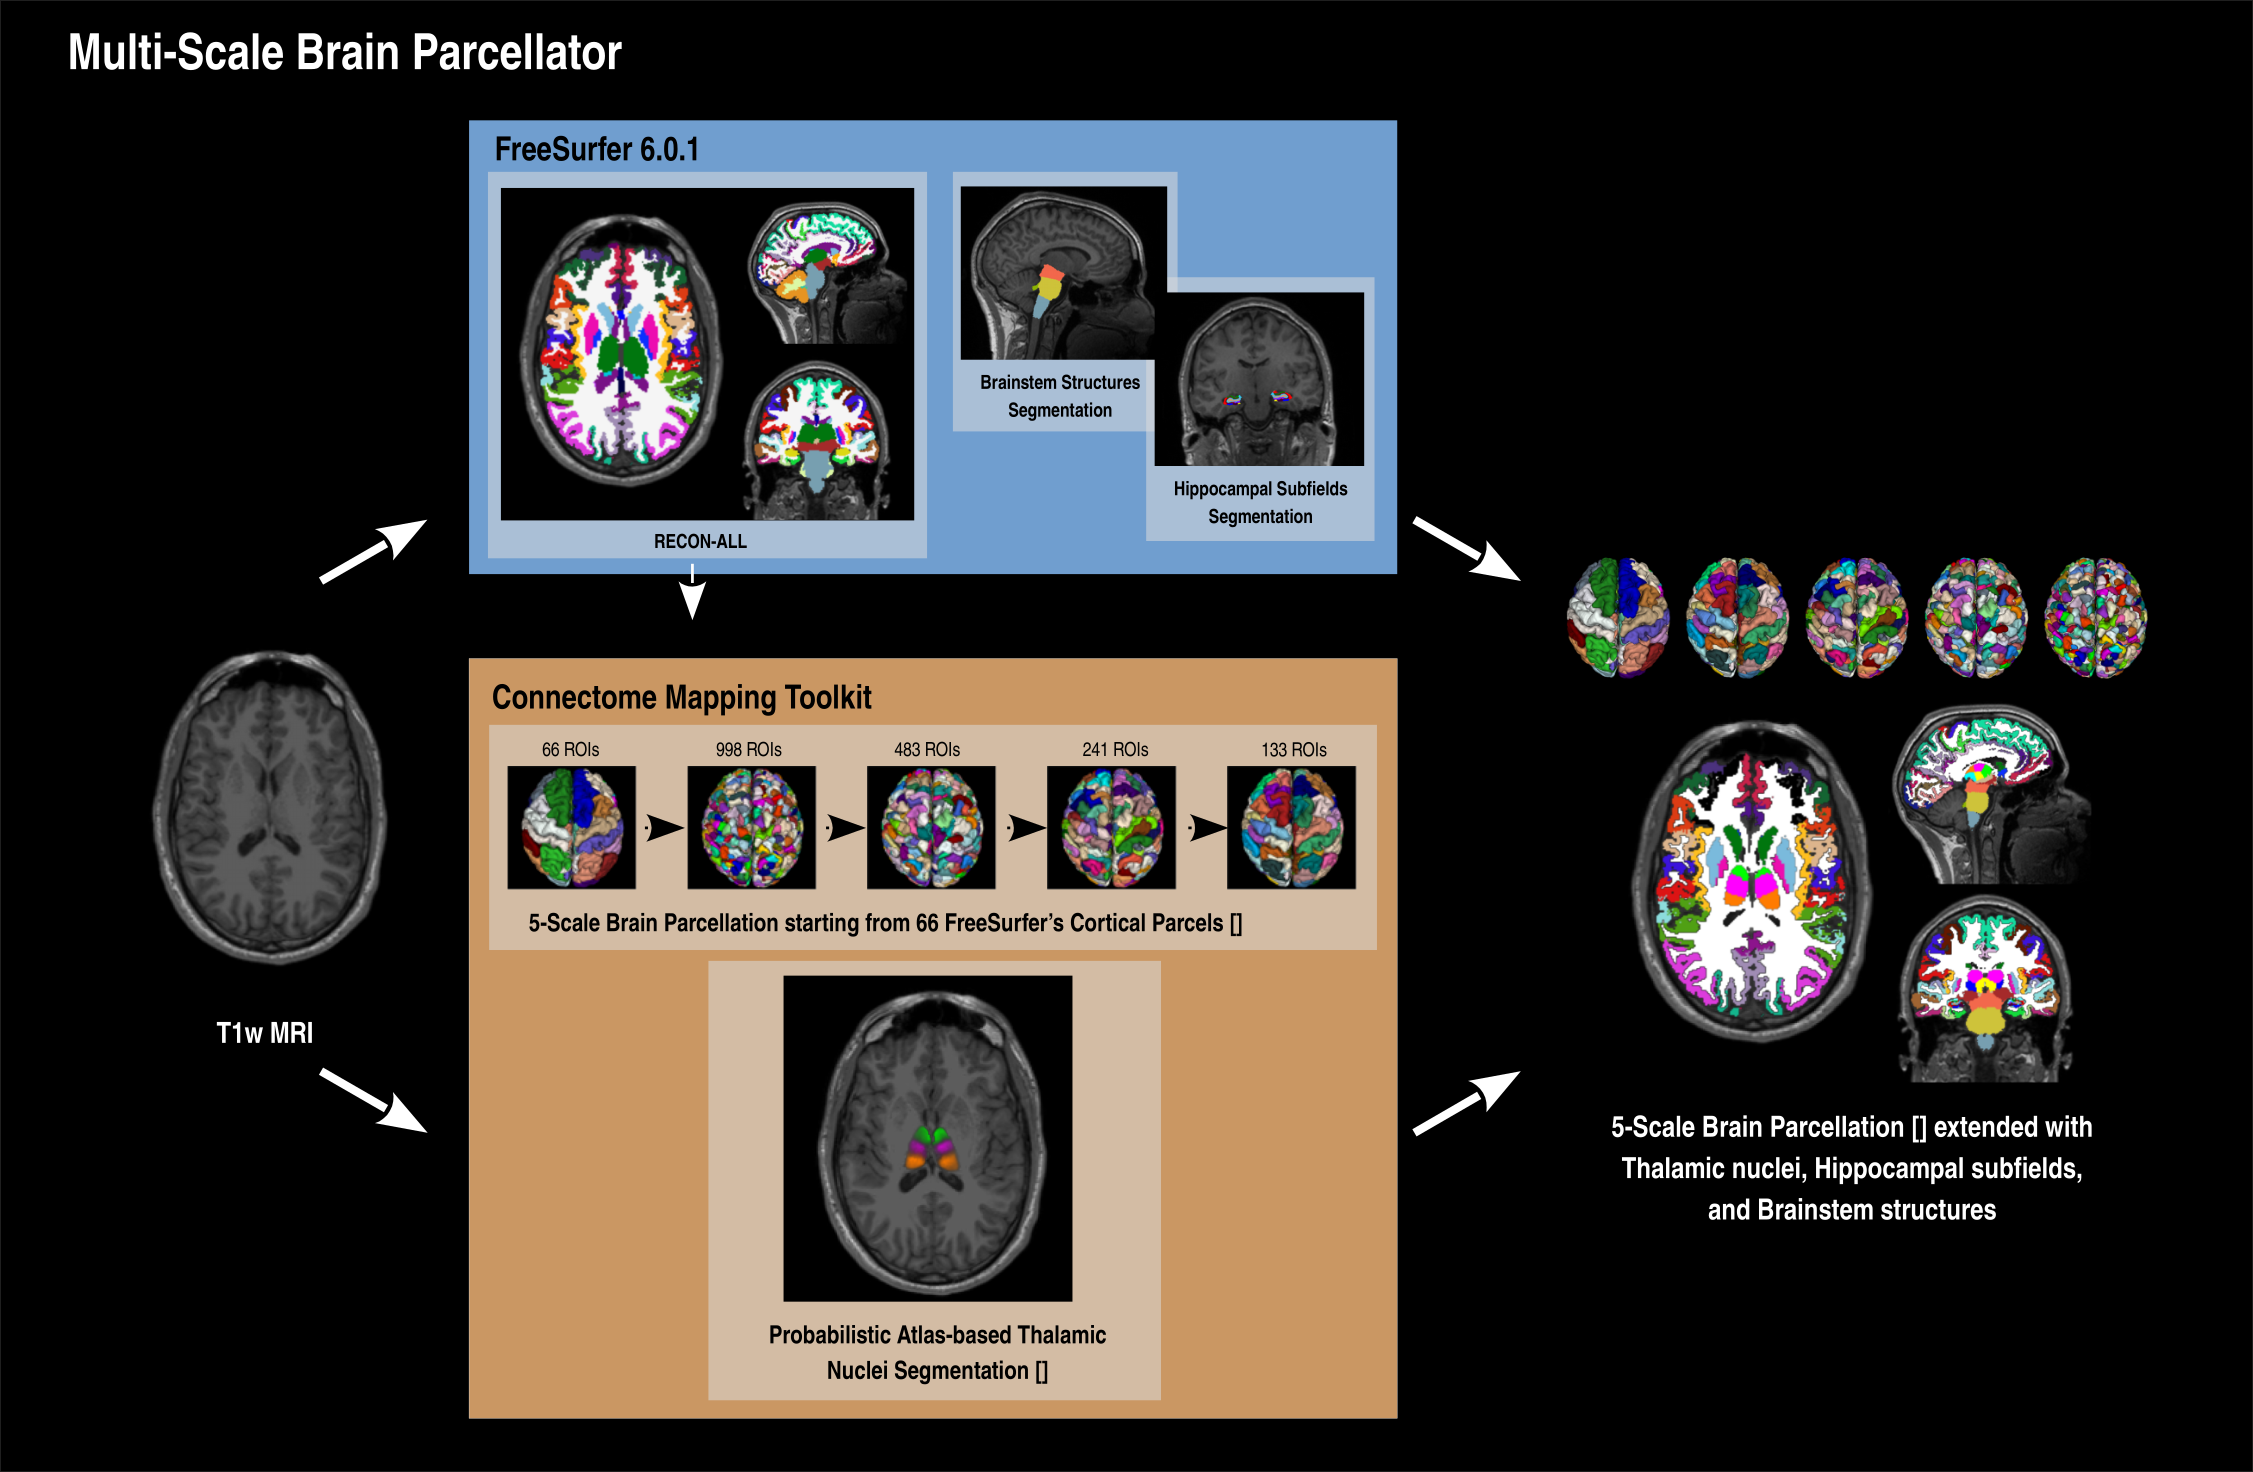 Multi-Scale Brain Parcellator
FreeSurfer 6.0.1
RECON-ALL
Brainstem Structures
Segmentation
Hippocampal Subfields
Segmentation
Connectome Mapping Toolkit
66 ROIs
998 ROIs
483 ROIs
241 ROIs
133 ROIs
5-Scale Brain Parcellation starting from 66 FreeSurfer’s Cortical Parcels []
Probabilistic Atlas-based Thalamic
Nuclei Segmentation []
T1w MRI
5-Scale Brain Parcellation [] extended with
Thalamic nuclei, Hippocampal subfields,
and Brainstem structures